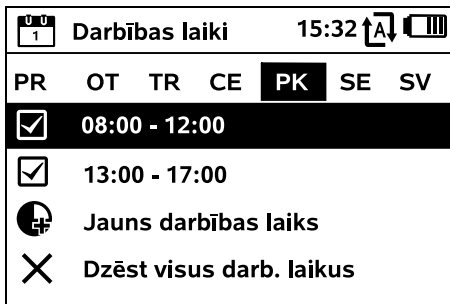 1 Darbības laiki 15:32 A
PR OT TR CE PK SE SV
08:00 - 12:00
13:00 - 17:00
Jauns darbības laiks
Dzēst visus darb. laikus